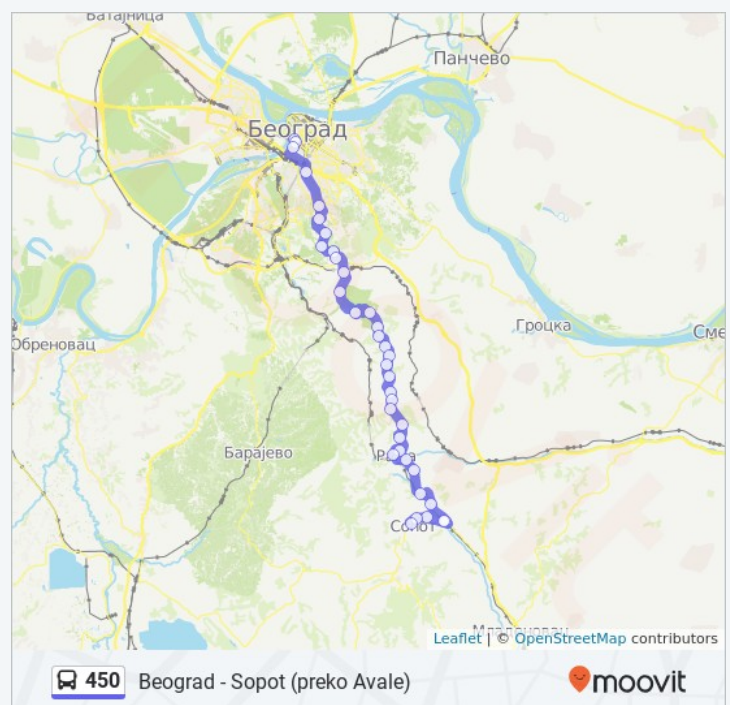 Батајница
Панчево
Београд
Гроцка
Обреновац
Барајево
Сопот
Leaflet | © OpenStreetMap contributors
450 Beograd - Sopot (preko Avale)
moovit